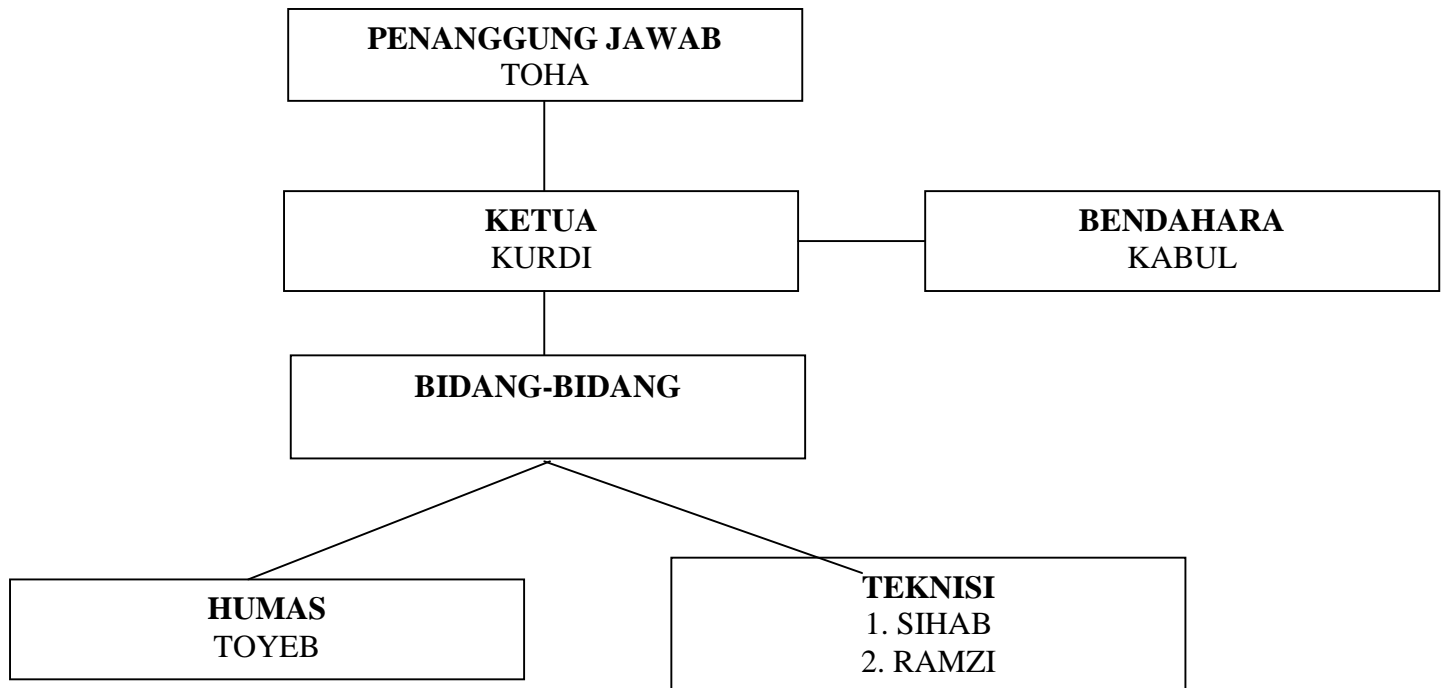 PENANGGUNG JAWAB
TOHA
KETUA
KURDI
BENDAHARA
KABUL
BIDANG-BIDANG
HUMAS
TOYEB
TEKNISI
1. SIHAB
2. RAMZI